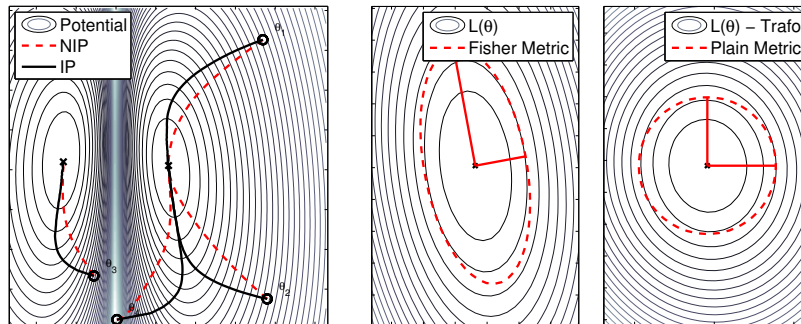 Potential
NIP
IP
θ1
θ3
θ
θ2
L(θ)
Fisher Metric
L(θ) − Trafo
Plain Metric